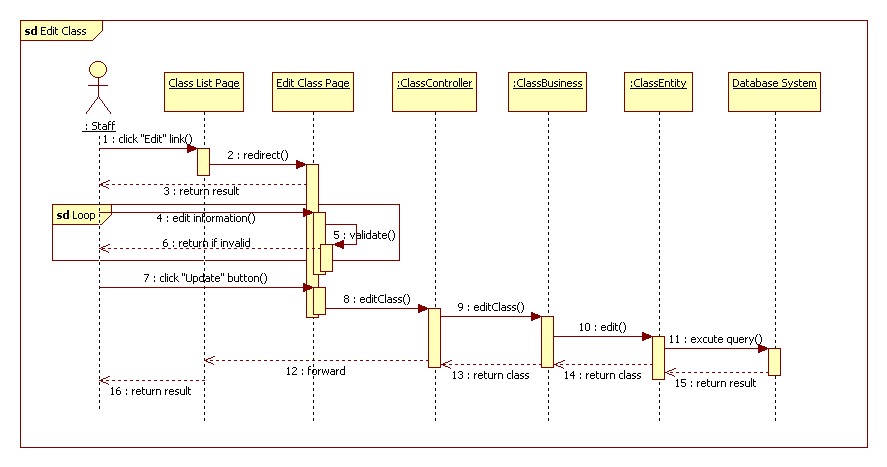 sd Edit Class
Class List Page
Edit Class Page
:ClassController
:ClassBusiness
:ClassEntity
Database System
: Staff
1 : click "Edit" link()
2 : redirect()
3 : return result
sd Loop
4 : edit information()
5 : validate()
6 : return if invalid
7 : click "Update" button()
8 : editClass()
9 : editClass()
10 : edit()
11 : excute query()
12 : forward
13 : return class
14 : return class
15 : return result
16 : return result